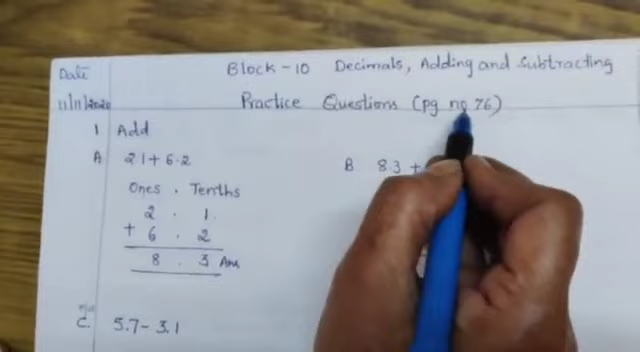 Date
Block - 10 Decimals, Adding and Subtracting
11/11/2020
Practice Questions (pg no 76)
1 Add
A 2.1 + 6.2
B 8.3 +
Ones . Tenths
2 . 1
+ 6 . 2
8 . 3 Ans
C. 5.7 - 3.1